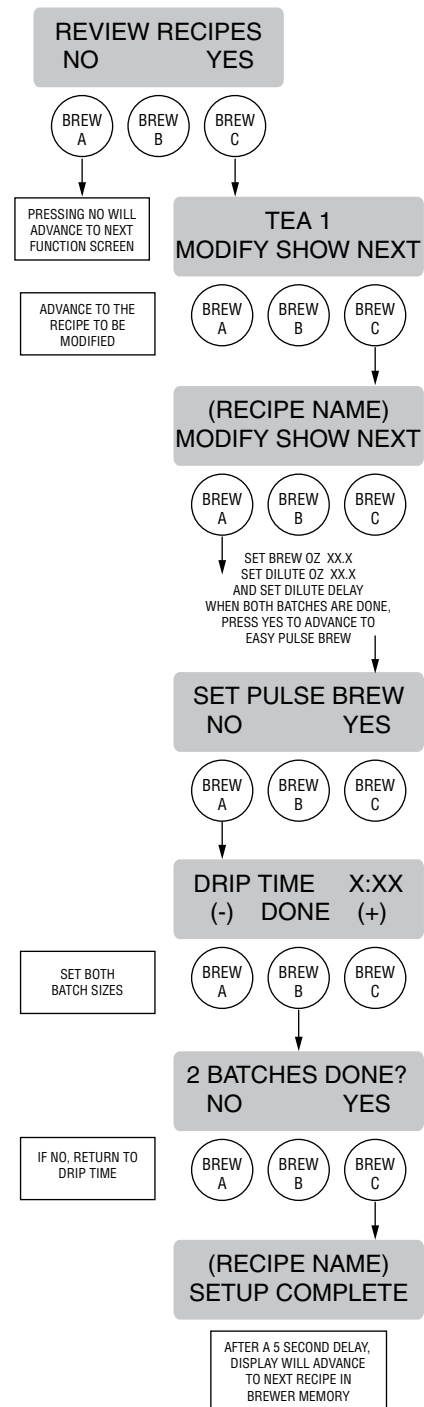 REVIEW RECIPES
NO YES
BREW A BREW B BREW C
PRESSING NO WILL
ADVANCE TO NEXT
FUNCTION SCREEN
TEA 1
MODIFY SHOW NEXT
ADVANCE TO THE
RECIPE TO BE
MODIFIED
BREW A BREW B BREW C
(RECIPE NAME)
MODIFY SHOW NEXT
BREW A BREW B BREW C
SET BREW OZ XX.X
SET DILUTE OZ XX.X
AND SET DILUTE DELAY
WHEN BOTH BATCHES ARE DONE,
PRESS YES TO ADVANCE TO
EASY PULSE BREW
SET PULSE BREW
NO YES
BREW A BREW B BREW C
DRIP TIME X:XX
(-) DONE (+)
SET BOTH
BATCH SIZES
BREW A BREW B BREW C
2 BATCHES DONE?
NO YES
IF NO, RETURN TO
DRIP TIME
BREW A BREW B BREW C
(RECIPE NAME)
SETUP COMPLETE
AFTER A 5 SECOND DELAY,
DISPLAY WILL ADVANCE
TO NEXT RECIPE IN
BREWER MEMORY